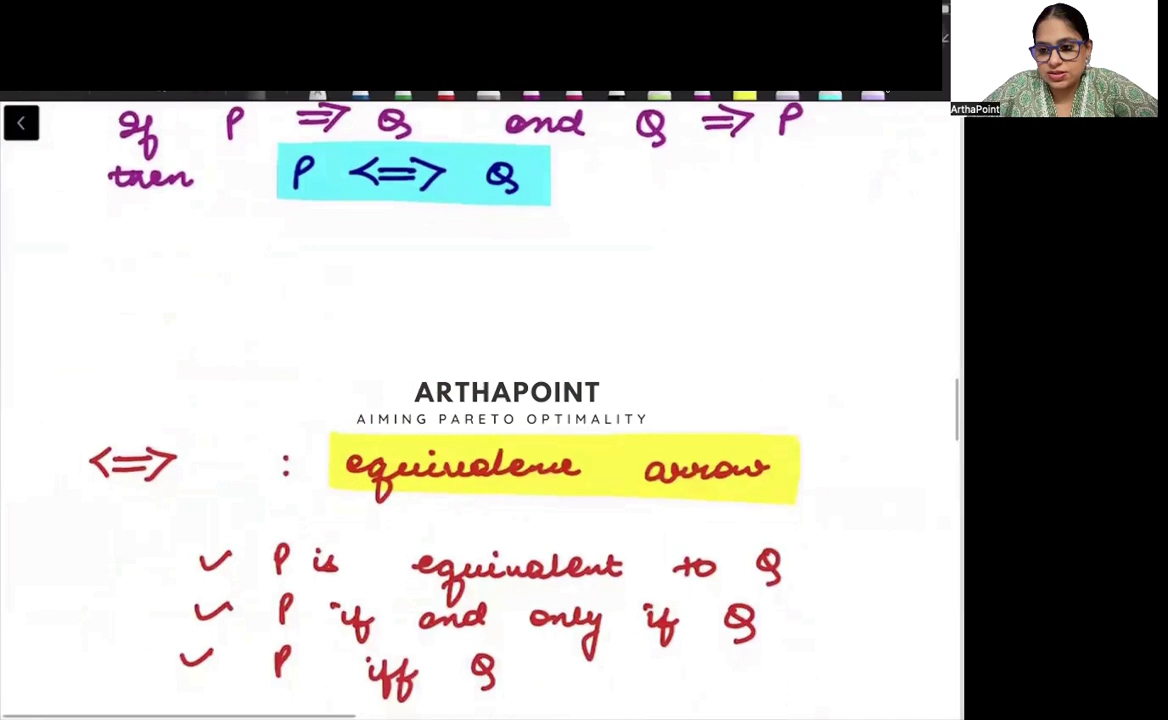 If P => Q and Q => P
then P <=> Q
ARTHAPOINT
AIMING PARETO OPTIMALITY
<=> : equivalence arrow
✓ P is equivalent to Q
✓ P if and only if Q
✓ P iff Q
ArthaPoint